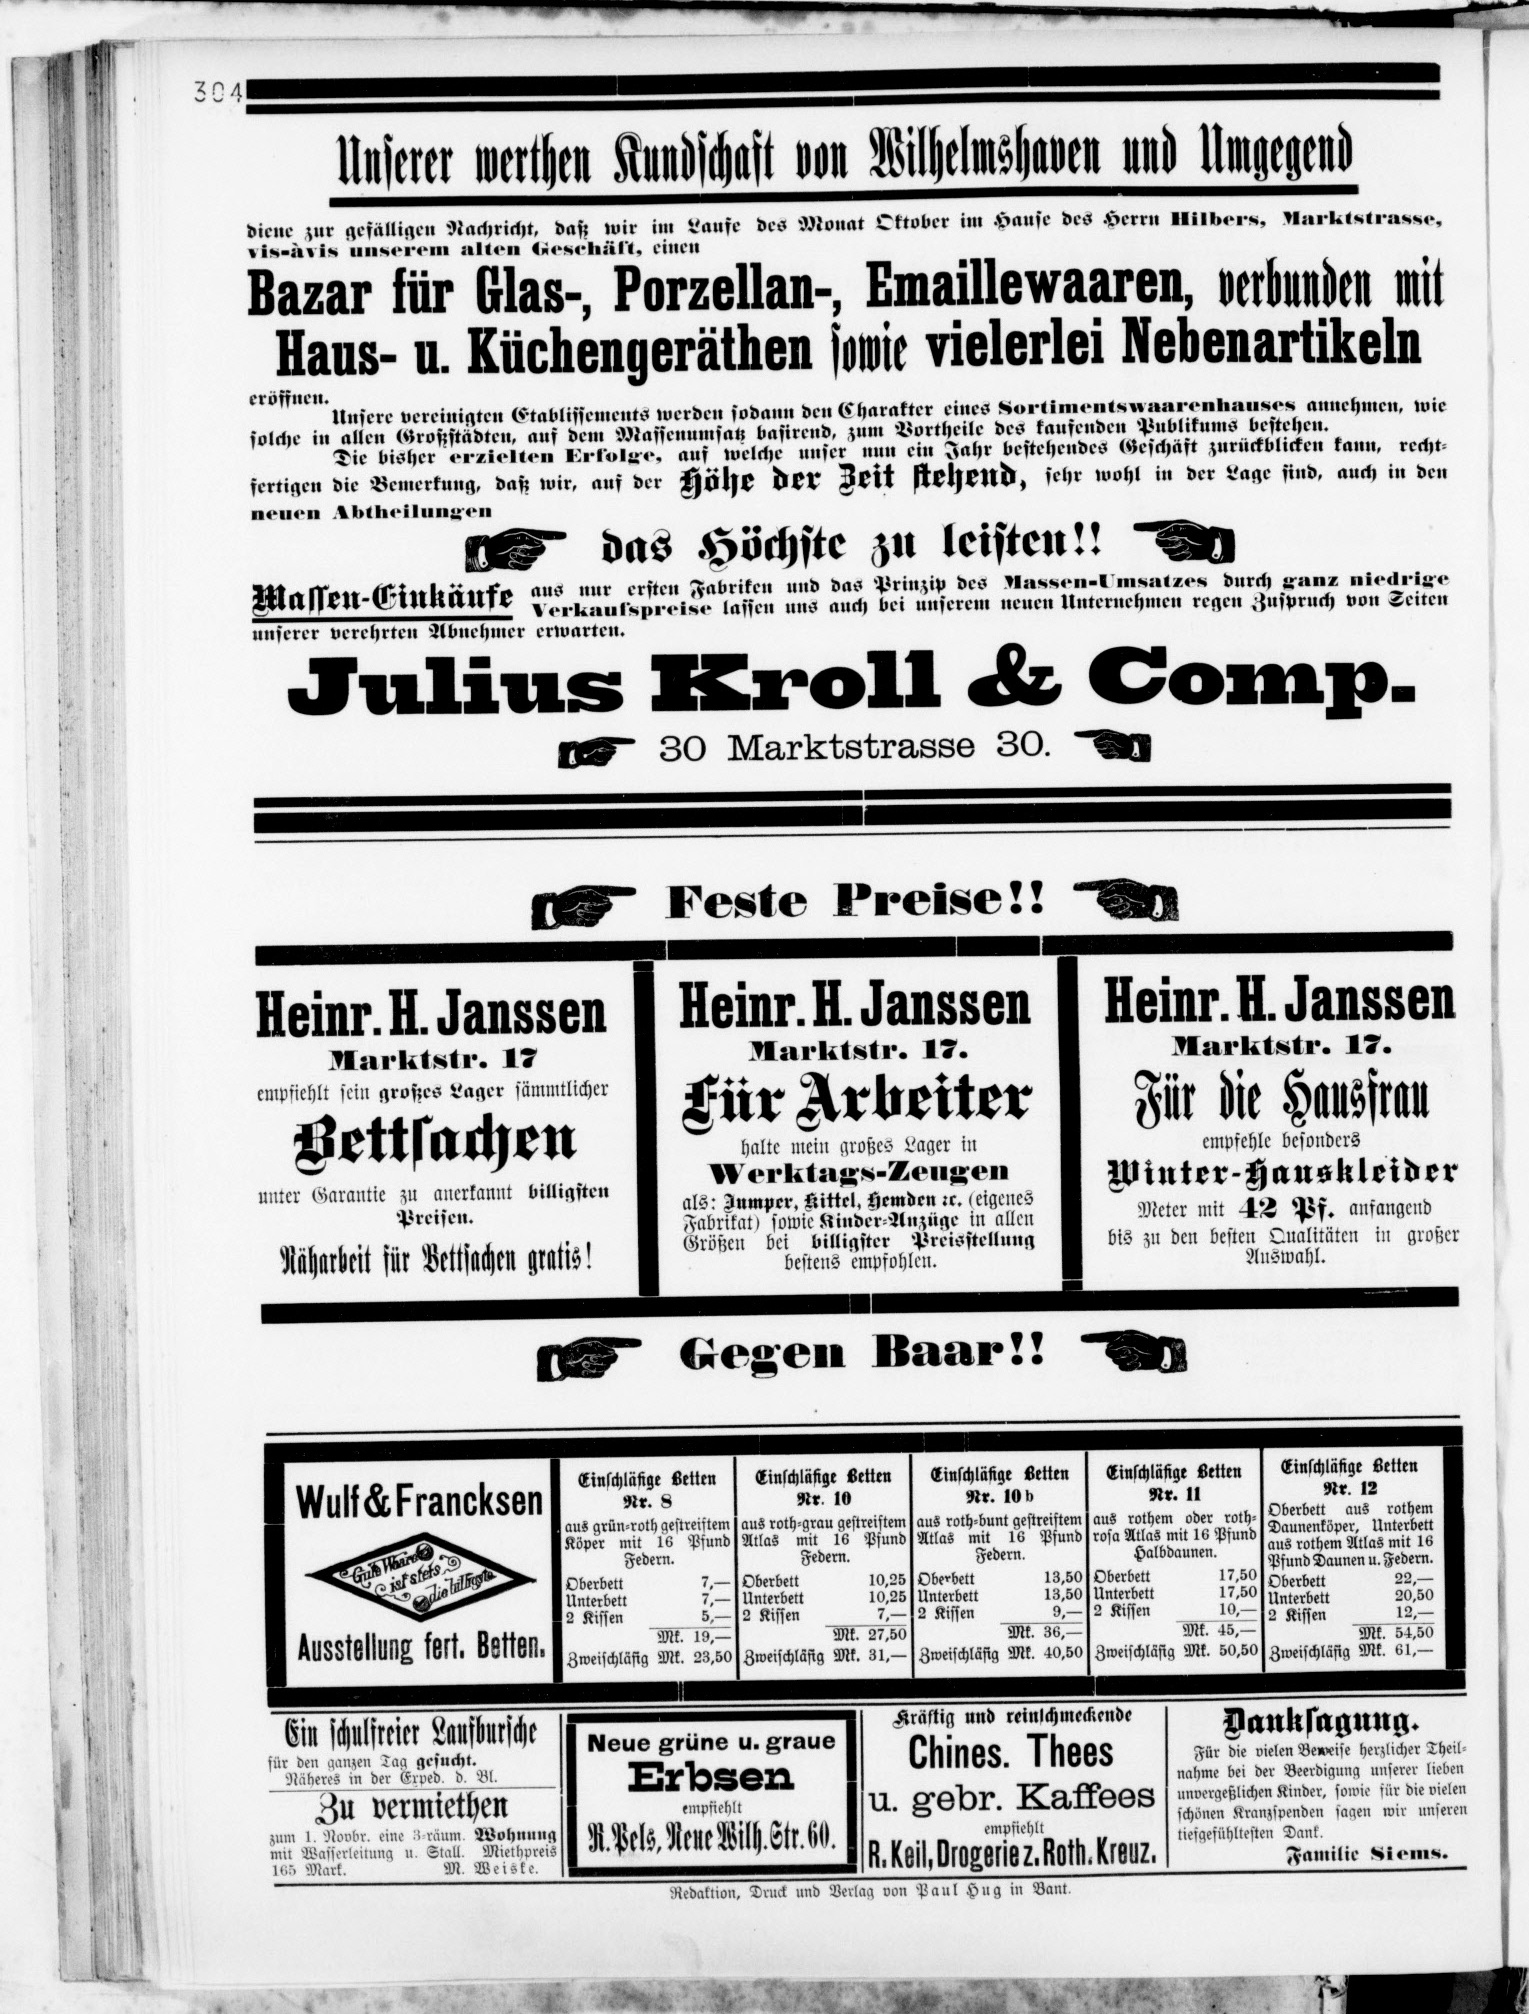 304
Unserer werthen Kundschaft von Wilhelmshaven und Umgegend
diene zur gefälligen Nachricht, daß wir im Laufe des Monat Oktober im Hause des Herrn Hilbers, Marktstrasse,
vis-àvis unserem alten Geschäft, einen
Bazar für Glas-, Porzellan-, Emaillewaaren, verbunden mit
Haus- u. Küchengeräthen sowie vielerlei Nebenartikeln
eröffnen.
Unsere vereinigten Etablissements werden sodann den Charakter eines Sortimentswaarenhauses annehmen, wie
solche in allen Großstädten, auf dem Massenumsatz basirend, zum Vortheile des kaufenden Publikums bestehen.
Die bisher erzielten Erfolge, auf welche unser nun ein Jahr bestehendes Geschäft zurückblicken kann, recht-
fertigen die Bemerkung, daß wir, auf der Höhe der Zeit stehend, sehr wohl in der Lage sind, auch in den
neuen Abtheilungen
das Höchste zu leisten!!
Massen-Einkäufe aus nur ersten Fabriken und das Prinzip des Massen-Umsatzes durch ganz niedrige
Verkaufspreise lassen uns auch bei unserem neuen Unternehmen regen Zuspruch von Seiten
unserer verehrten Abnehmer erwarten.
Julius Kroll & Comp.
30 Marktstrasse 30.
Feste Preise!!
Heinr. H. Janssen
Marktstr. 17
empfiehlt sein großes Lager sämmtlicher
Bettsachen
unter Garantie zu anerkannt billigsten
Preisen.
Näharbeit für Bettsachen gratis!
Heinr. H. Janssen
Marktstr. 17.
Für Arbeiter
halte mein großes Lager in
Werktags-Zeugen
als: Jumper, Kittel, Hemden ꝛc. (eigenes
Fabrikat) sowie Kinder-Anzüge in allen
Größen bei billigster Preisstellung
bestens empfohlen.
Heinr. H. Janssen
Marktstr. 17.
Für die Hausfrau
empfehle besonders
Winter-Hauskleider
Meter mit 42 Pf. anfangend
bis zu den besten Qualitäten in großer
Auswahl.
Gegen Baar!!
Wulf & Francksen
Gute Waare
ist stets
die billigste
Ausstellung fert. Betten.
Einschläfige Betten
Nr. 8
aus grün-roth gestreiftem
Köper mit 16 Pfund
Federn.
Oberbett 7,—
Unterbett 7,—
2 Kissen 5,—
Mk. 19,—
Zweischläfig Mk. 23,50
Einschläfige Betten
Nr. 10
aus roth-grau gestreiftem
Atlas mit 16 Pfund
Federn.
Oberbett 10,25
Unterbett 10,25
2 Kissen 7,—
Mk. 27,50
Zweischläfig Mk. 31,—
Einschläfige Betten
Nr. 10b
aus roth-bunt gestreiftem
Atlas mit 16 Pfund
Federn.
Oberbett 13,50
Unterbett 13,50
2 Kissen 9,—
Mk. 36,—
Zweischläfig Mk. 40,50
Einschläfige Betten
Nr. 11
aus rothem oder roth-
rosa Atlas mit 16 Pfund
Halbdaunen.
Oberbett 17,50
Unterbett 17,50
2 Kissen 10,—
Mk. 45,—
Zweischläfig Mk. 50,50
Einschläfige Betten
Nr. 12
Oberbett aus rothem
Daunenköper, Unterbett
aus rothem Atlas mit 16
Pfund Daunen u. Federn.
Oberbett 22,—
Unterbett 20,50
2 Kissen 12,—
Mk. 54,50
Zweischläfig Mk. 61,—
Ein schulfreier Laufbursche
für den ganzen Tag gesucht.
Näheres in der Exped. d. Bl.
Zu vermiethen
zum 1. Novbr. eine 3-räum. Wohnung
mit Wasserleitung u. Stall. Miethpreis
165 Mark. M. Weiske.
Neue grüne u. graue
Erbsen
empfiehlt
R. Pels, Neue Wilh. Str. 60.
Kräftig und reinschmeckende
Chines. Thees
u. gebr. Kaffees
empfiehlt
R. Keil, Drogerie z. Roth. Kreuz.
Danksagung.
Für die vielen Beweise herzlicher Theil-
nahme bei der Beerdigung unserer lieben
unvergeßlichen Kinder, sowie für die vielen
schönen Kranzspenden sagen wir unseren
tiefgefühltesten Dank.
Familie Siems.
Redaktion, Druck und Verlag von Paul Hug in Bant.